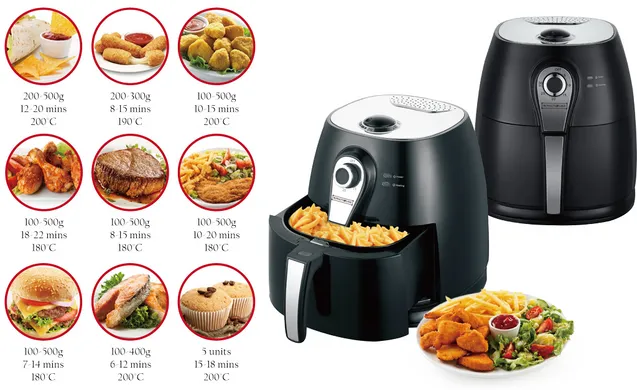 200-500g
12-20 mins
200°C
200-300g
8-15 mins
190°C
100-500g
10-15 mins
200°C
100-500g
18-22 mins
180°C
100-500g
8-15 mins
180°C
100-500g
10-20 mins
180°C
100-500g
7-14 mins
180°C
100-400g
6-12 mins
200°C
5 units
15-18 mins
200°C